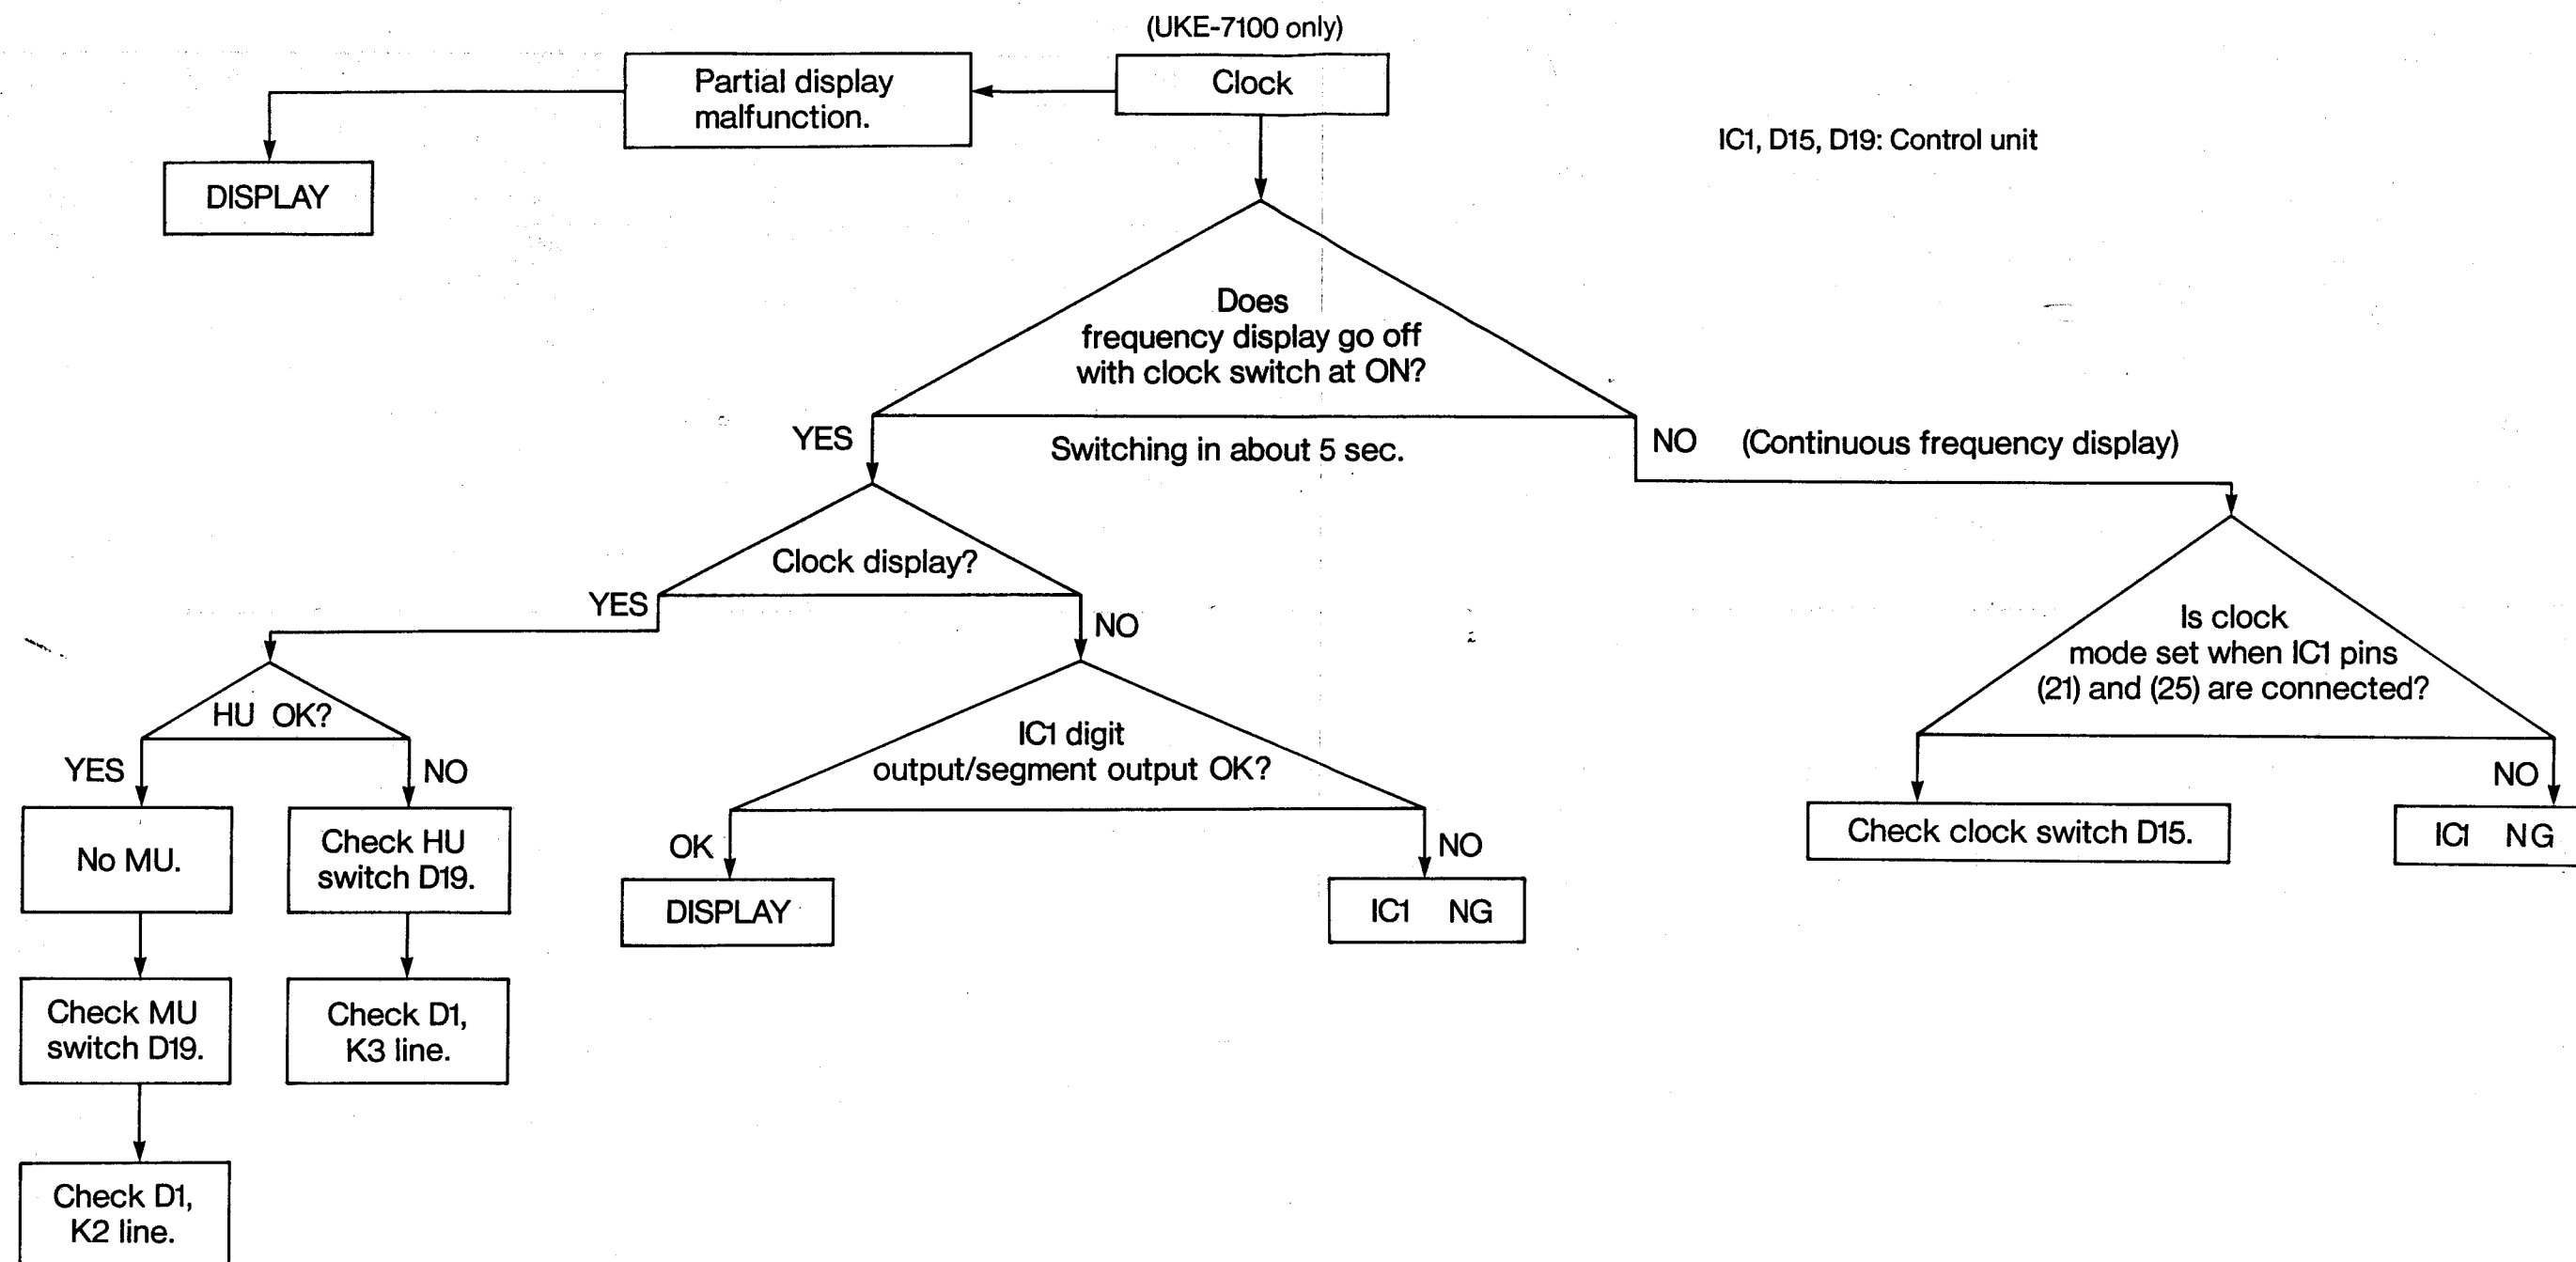 (UKE-7100 only)
Clock
Partial display
malfunction.
DISPLAY
IC1, D15, D19: Control unit
Does
frequency display go off
with clock switch at ON?
YES
Switching in about 5 sec.
NO
(Continuous frequency display)
Clock display?
YES
NO
Is clock
mode set when IC1 pins
(21) and (25) are connected?
HU OK?
YES
NO
IC1 digit
output/segment output OK?
OK
NO
NO
No MU.
Check HU
switch D19.
DISPLAY
IC1 NG
Check clock switch D15.
IC1 NG
Check MU
switch D19.
Check D1,
K3 line.
Check D1,
K2 line.